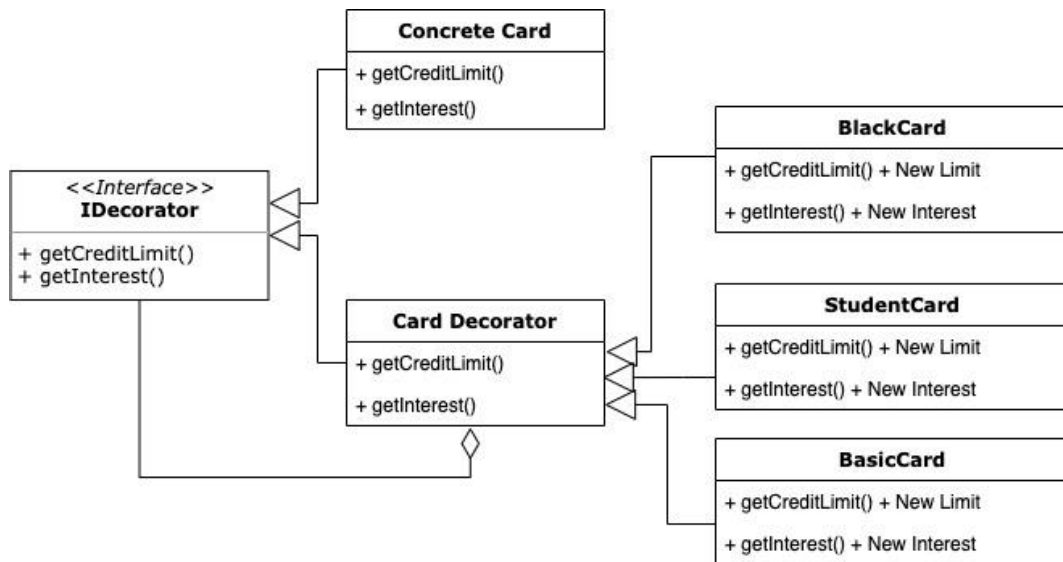 Concrete Card
+ getCreditLimit()
+ getInterest()
<<Interface>>
IDecorator
+ getCreditLimit()
+ getInterest()
Card Decorator
+ getCreditLimit()
+ getInterest()
BlackCard
+ getCreditLimit() + New Limit
+ getInterest() + New Interest
StudentCard
+ getCreditLimit() + New Limit
+ getInterest() + New Interest
BasicCard
+ getCreditLimit() + New Limit
+ getInterest() + New Interest